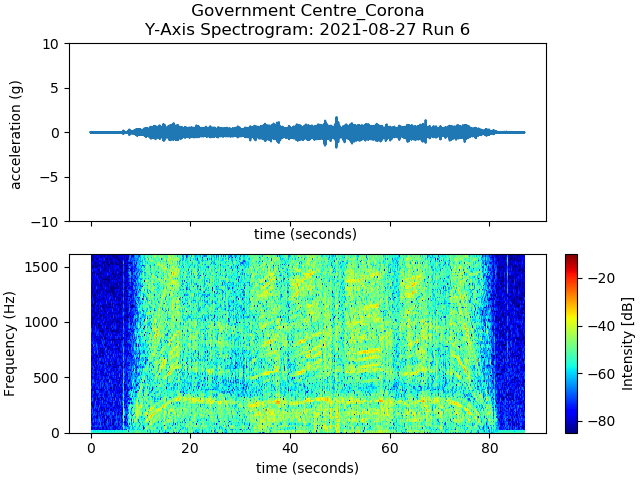 Government Centre_Corona
Y-Axis Spectrogram: 2021-08-27 Run 6
10
5
0
−5
−10
acceleration (g)
time (seconds)
1500
1000
500
0
Frequency (Hz)
0
20
40
60
80
time (seconds)
−20
−40
−60
−80
Intensity [dB]